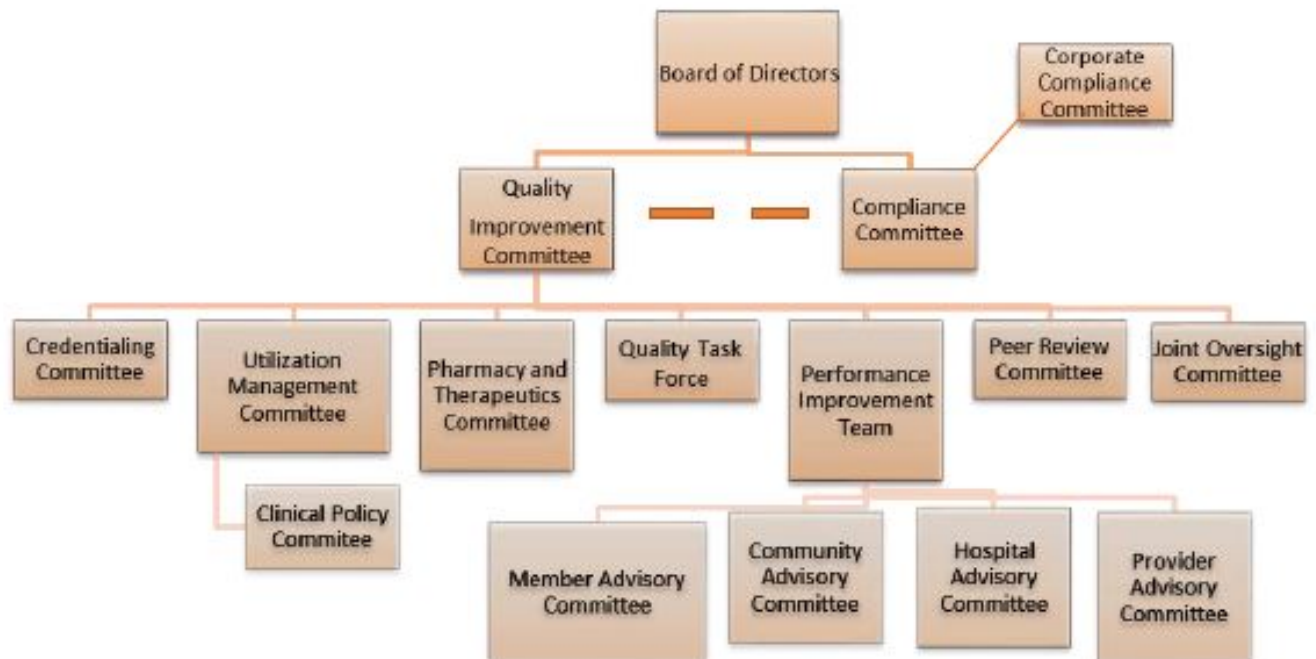 Board of Directors
Corporate
Compliance
Committee
Quality
Improvement
Committee
Compliance
Committee
Credentialing
Committee
Utilization
Management
Committee
Pharmacy and
Therapeutics
Committee
Quality Task
Force
Performance
Improvement
Team
Peer Review
Committee
Joint Oversight
Committee
Clinical Policy
Commitee
Member Advisory
Committee
Community
Advisory
Committee
Hospital
Advisory
Committee
Provider
Advisory
Committee